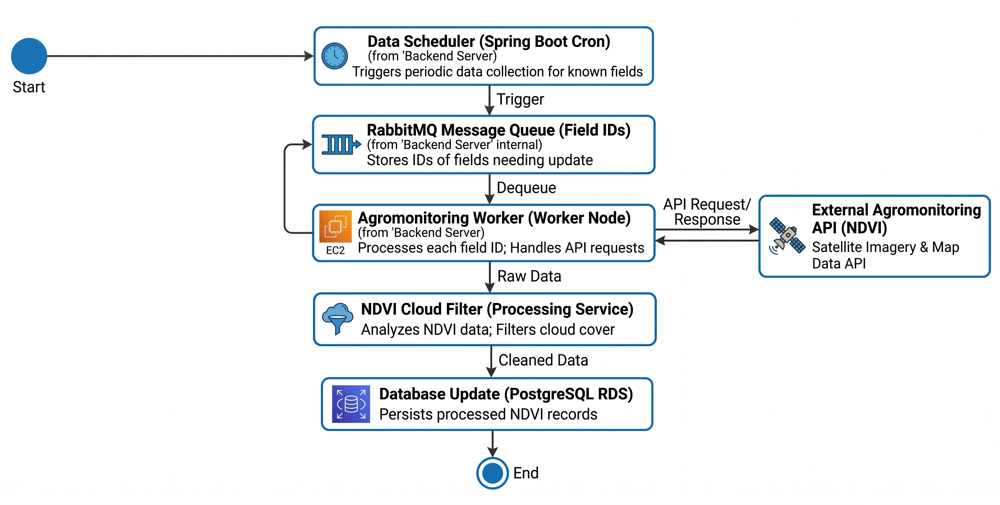 Start
Data Scheduler (Spring Boot Cron)
(from ‘Backend Server)
Triggers periodic data collection for known fields
Trigger
RabbitMQ Message Queue (Field IDs)
(from 'Backend Server' internal)
Stores IDs of fields needing update
Dequeue
Agromonitoring Worker (Worker Node)
(from 'Backend Server)
Processes each field ID; Handles API requests
EC2
API Request/
Response
External Agromonitoring
API (NDVI)
Satellite Imagery & Map
Data API
Raw Data
NDVI Cloud Filter (Processing Service)
Analyzes NDVI data; Filters cloud cover
Cleaned Data
Database Update (PostgreSQL RDS)
Persists processed NDVI records
End